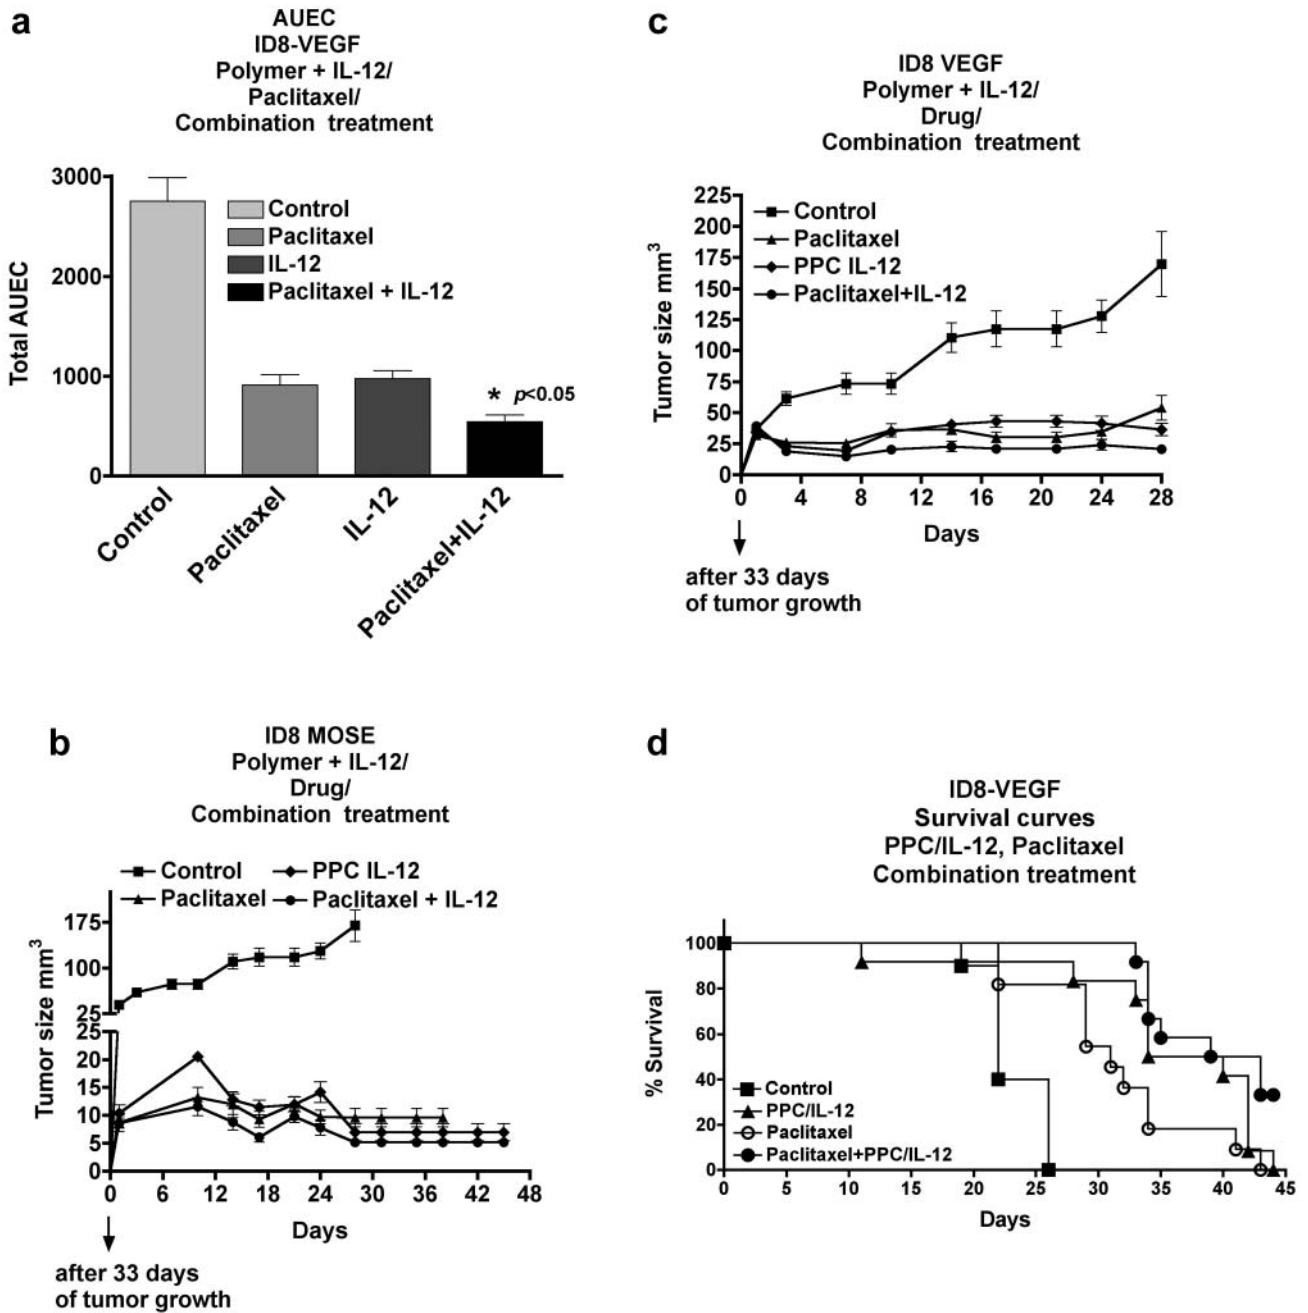 a
AUEC
ID8-VEGF
Polymer + IL-12/
Paclitaxel/
Combination treatment
Total AUEC
3000
2000
1000
0
Control
Paclitaxel
IL-12
Paclitaxel + IL-12
* p<0.05
Control
Paclitaxel
IL-12
Paclitaxel+IL-12
c
ID8 VEGF
Polymer + IL-12/
Drug/
Combination treatment
Tumor size mm³
225
200
175
150
125
100
75
50
25
0
Control
Paclitaxel
PPC IL-12
Paclitaxel+IL-12
0 4 8 12 16 20 24 28
Days
after 33 days
of tumor growth
b
ID8 MOSE
Polymer + IL-12/
Drug/
Combination treatment
Control PPC IL-12
Paclitaxel Paclitaxel + IL-12
Tumor size mm³
175
100
25
25
20
15
10
5
0
0 6 12 18 24 30 36 42 48
Days
after 33 days
of tumor growth
d
ID8-VEGF
Survival curves
PPC/IL-12, Paclitaxel
Combination treatment
% Survival
100
80
60
40
20
0
Control
PPC/IL-12
Paclitaxel
Paclitaxel+PPC/IL-12
0 5 10 15 20 25 30 35 40 45
Days